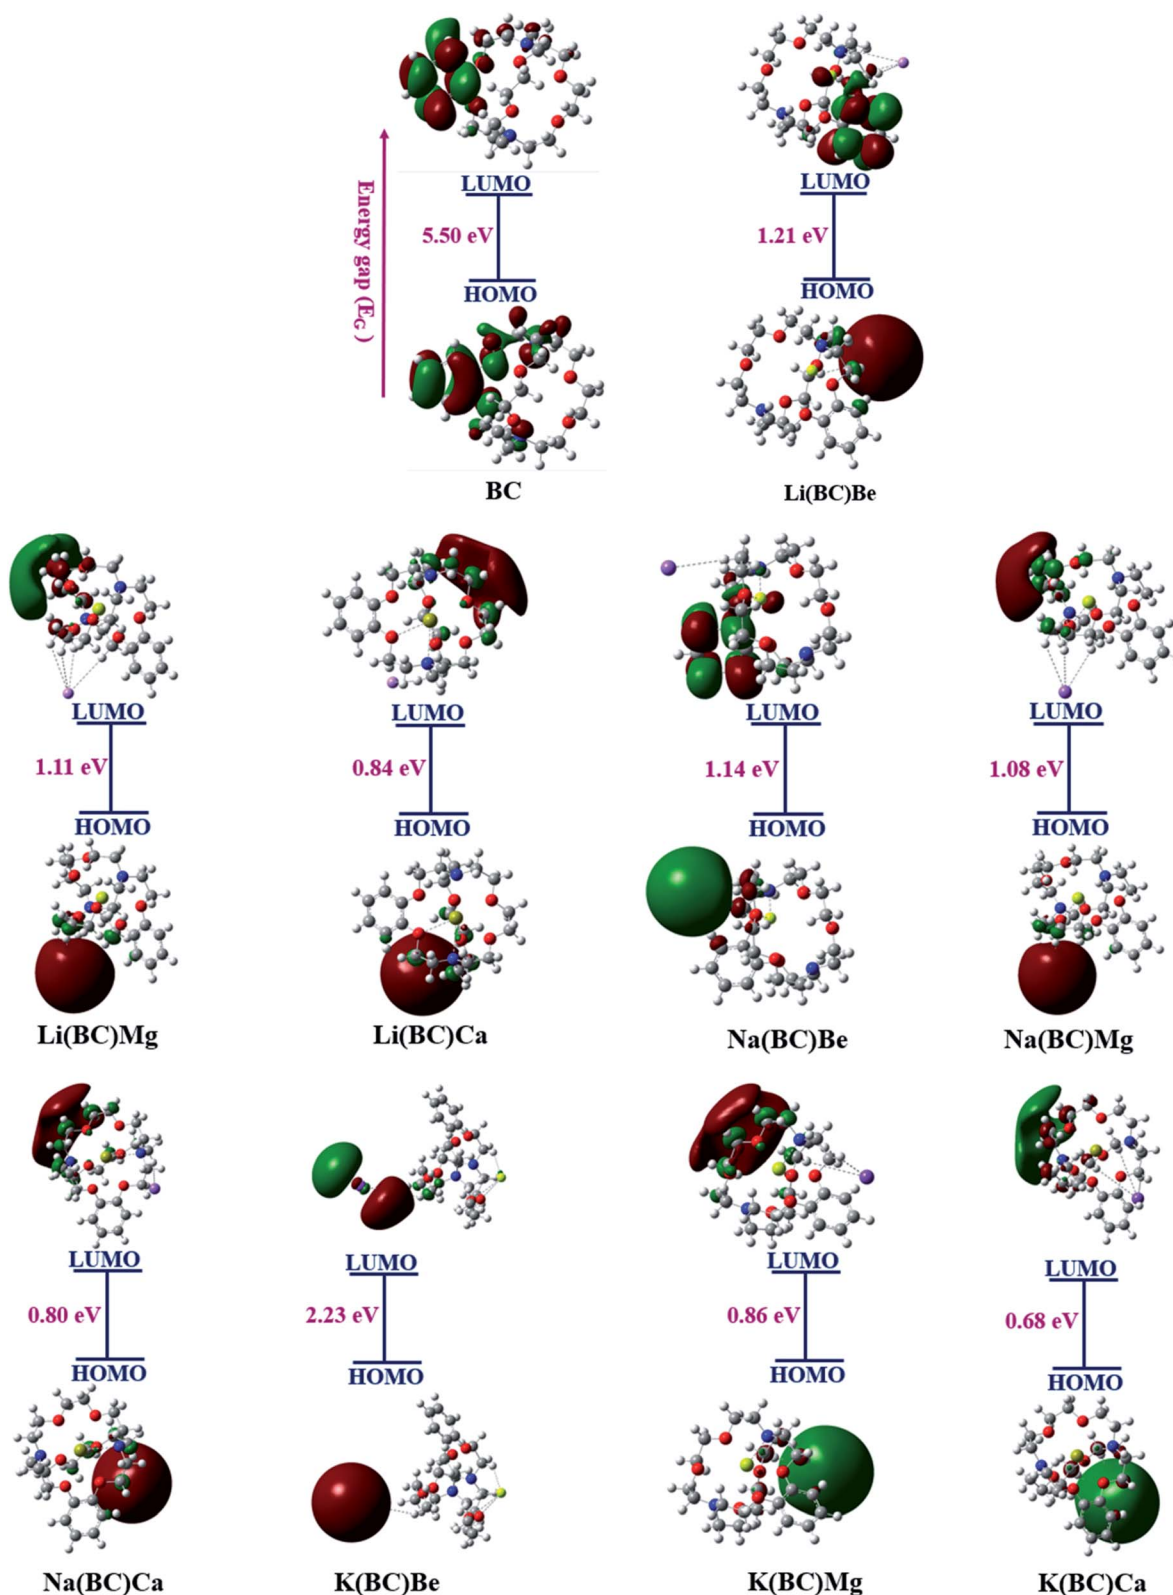 Energy gap (EG )
LUMO
5.50 eV
HOMO
BC
LUMO
1.21 eV
HOMO
Li(BC)Be
LUMO
1.11 eV
HOMO
Li(BC)Mg
LUMO
0.84 eV
HOMO
Li(BC)Ca
LUMO
1.14 eV
HOMO
Na(BC)Be
LUMO
1.08 eV
HOMO
Na(BC)Mg
LUMO
0.80 eV
HOMO
Na(BC)Ca
LUMO
2.23 eV
HOMO
K(BC)Be
LUMO
0.86 eV
HOMO
K(BC)Mg
LUMO
0.68 eV
HOMO
K(BC)Ca